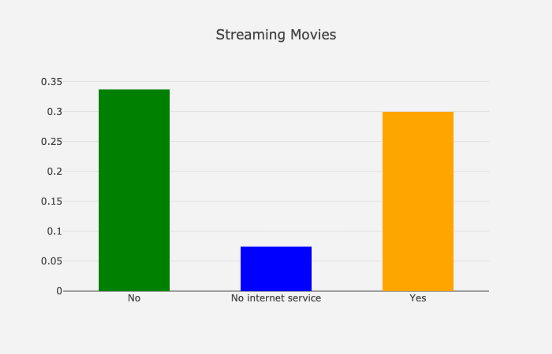 Streaming Movies
0.35
0.3
0.25
0.2
0.15
0.1
0.05
0
No
No internet service
Yes